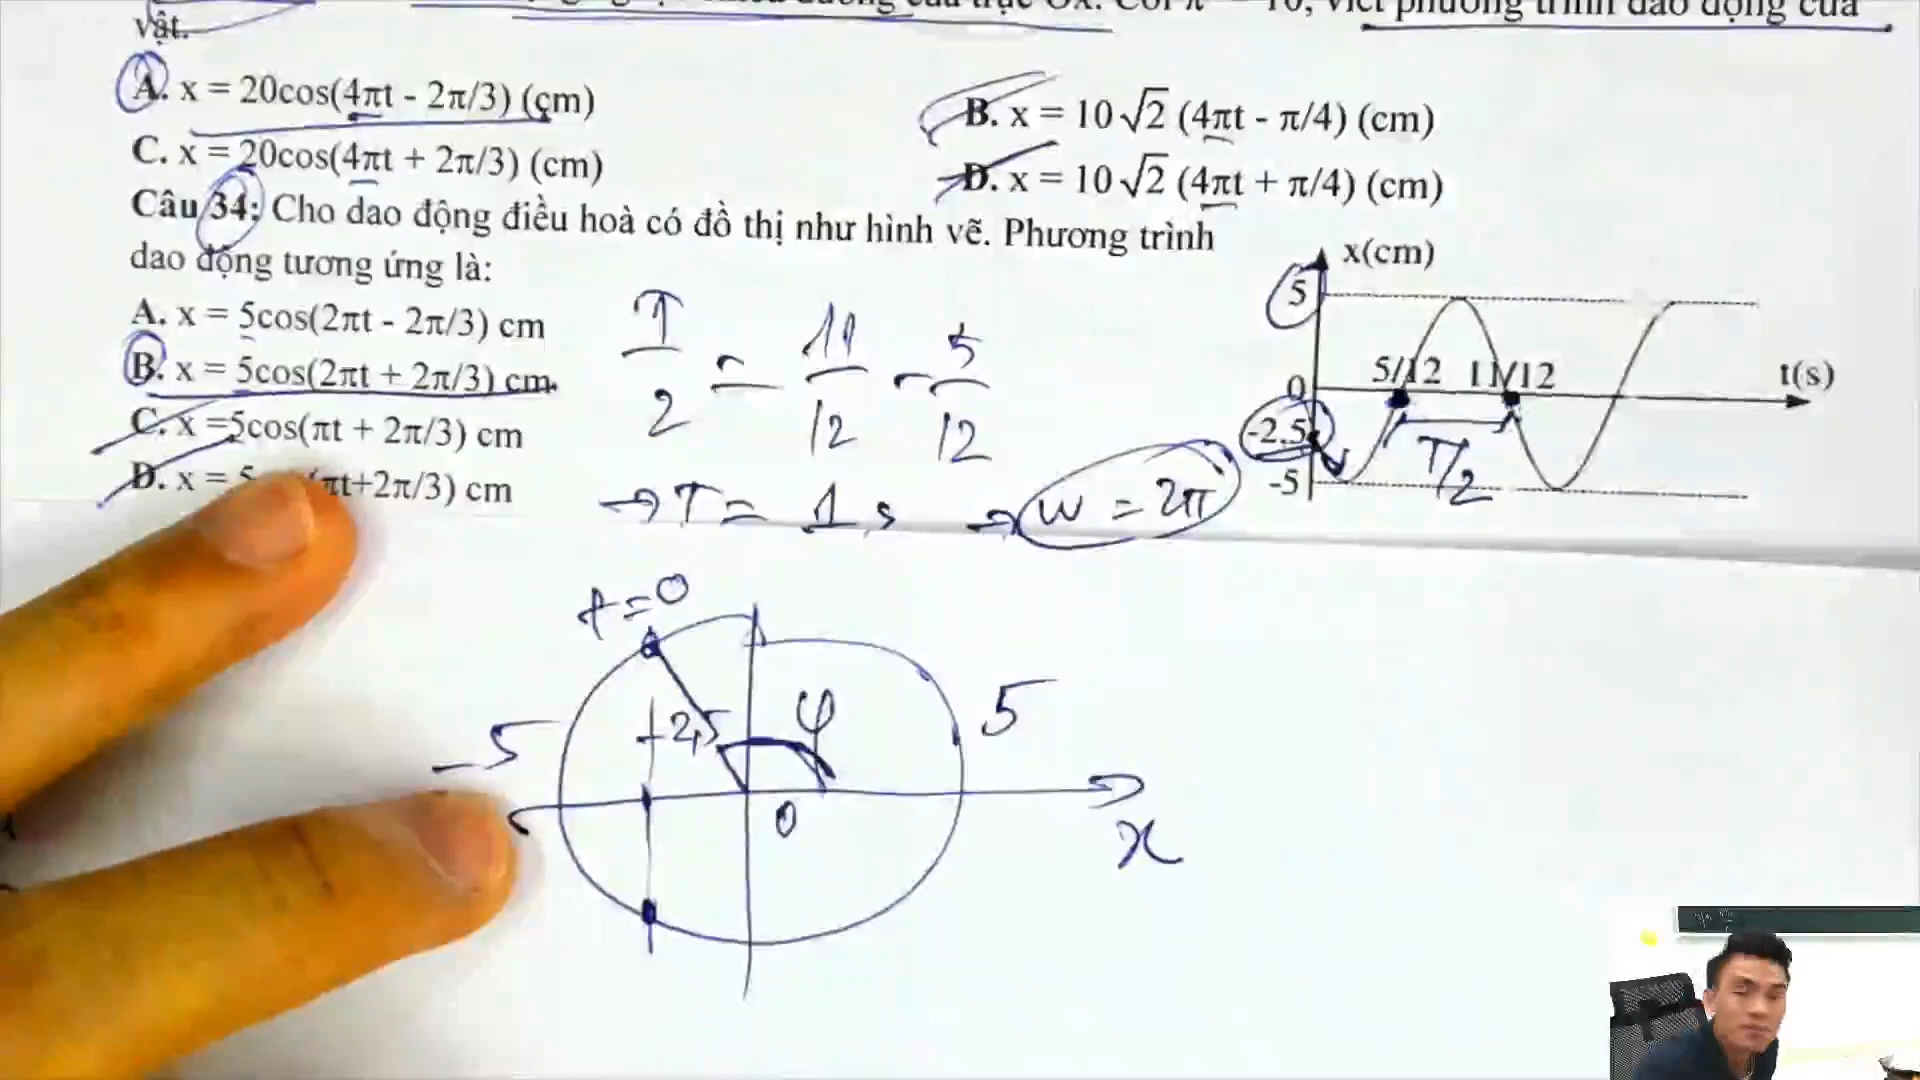 vật.
A. x = 20cos(4πt - 2π/3) (cm)
B. x = 10√2 (4πt - π/4) (cm)
C. x = 20cos(4πt + 2π/3) (cm)
D. x = 10√2 (4πt + π/4) (cm)
Câu 34: Cho dao động điều hoà có đồ thị như hình vẽ. Phương trình
dao động tương ứng là:
A. x = 5cos(2πt - 2π/3) cm
B. x = 5cos(2πt + 2π/3) cm
C. x =5cos(πt + 2π/3) cm
D. x = 5 (πt+2π/3) cm
x(cm)
5
5/12 11/12
t(s)
0
-2.5
-5
T/2
T/2 = 11/12 - 5/12
→ T = 1 s → ω = 2π
t=0
-2,5
φ
-5
5
0
x